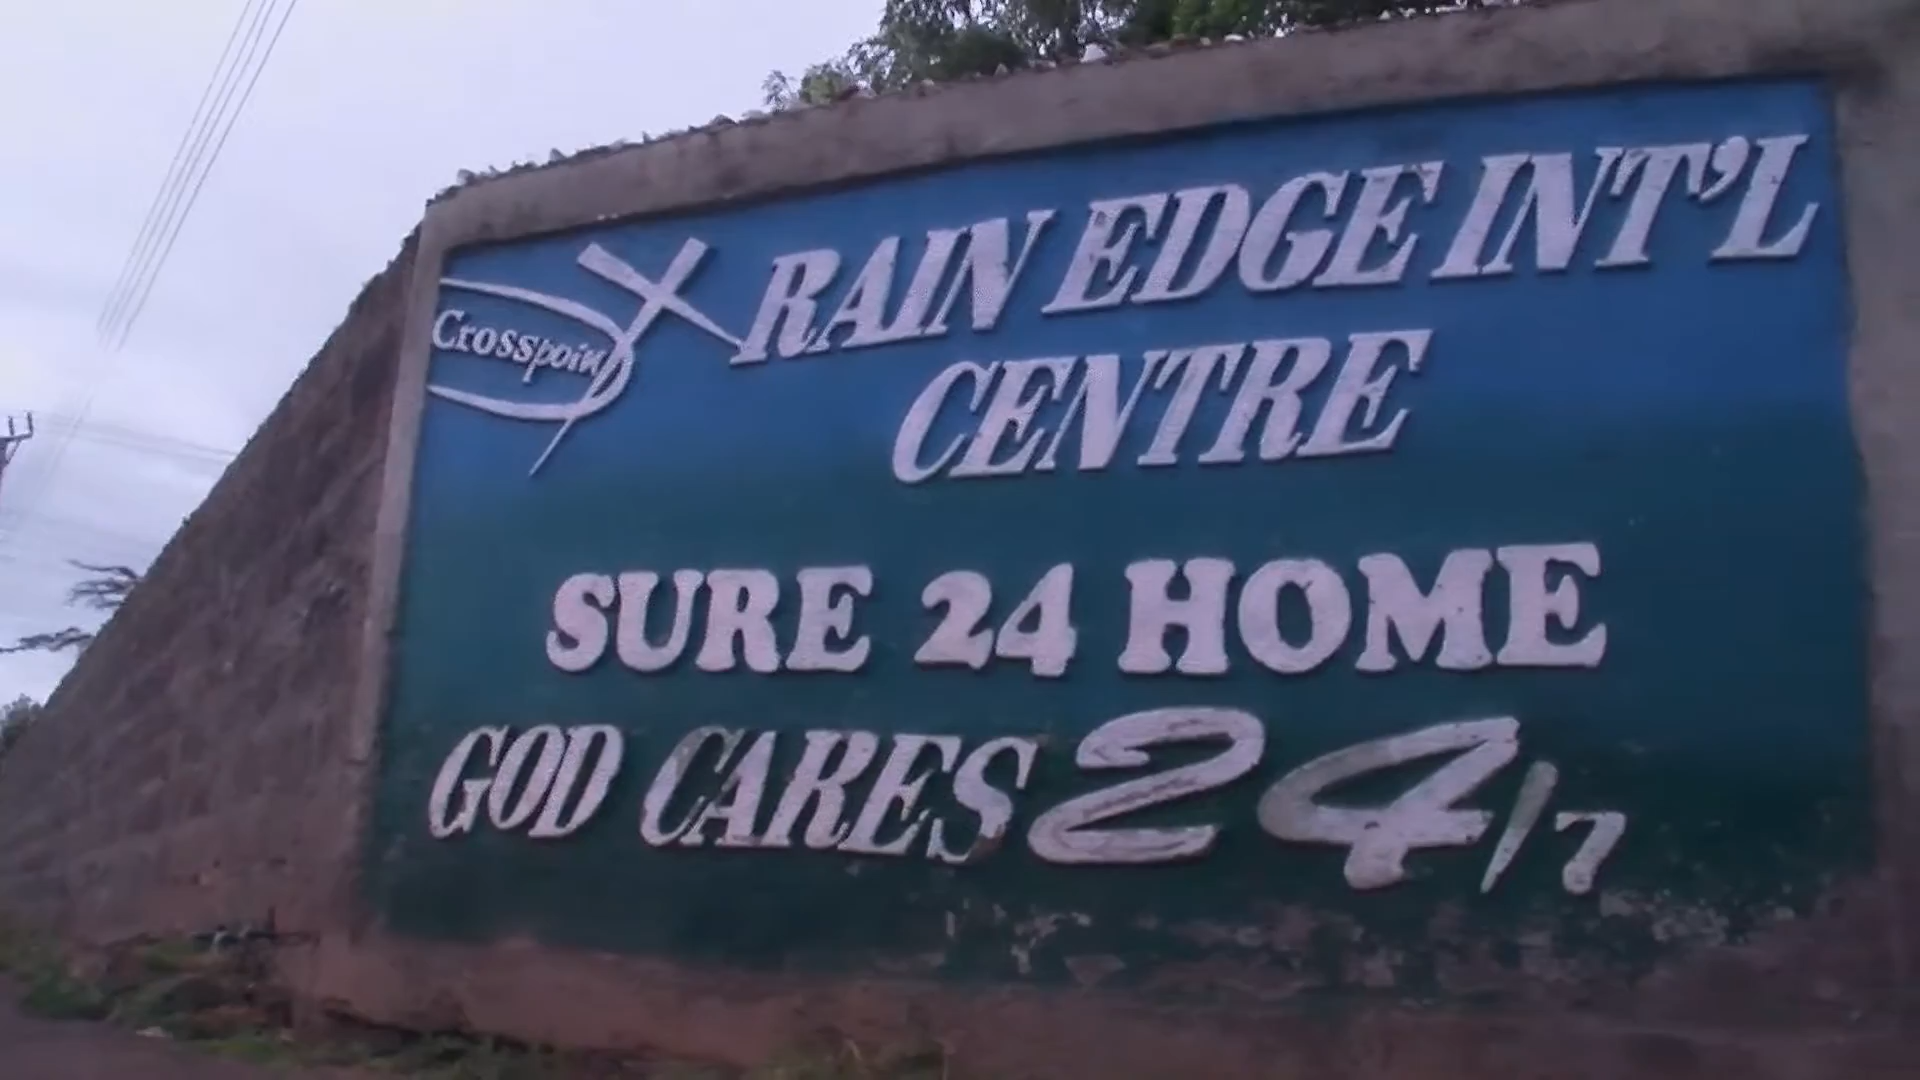 Crosspoint
RAIN EDGE INT'L
CENTRE
SURE 24 HOME
GOD CARES 24/7